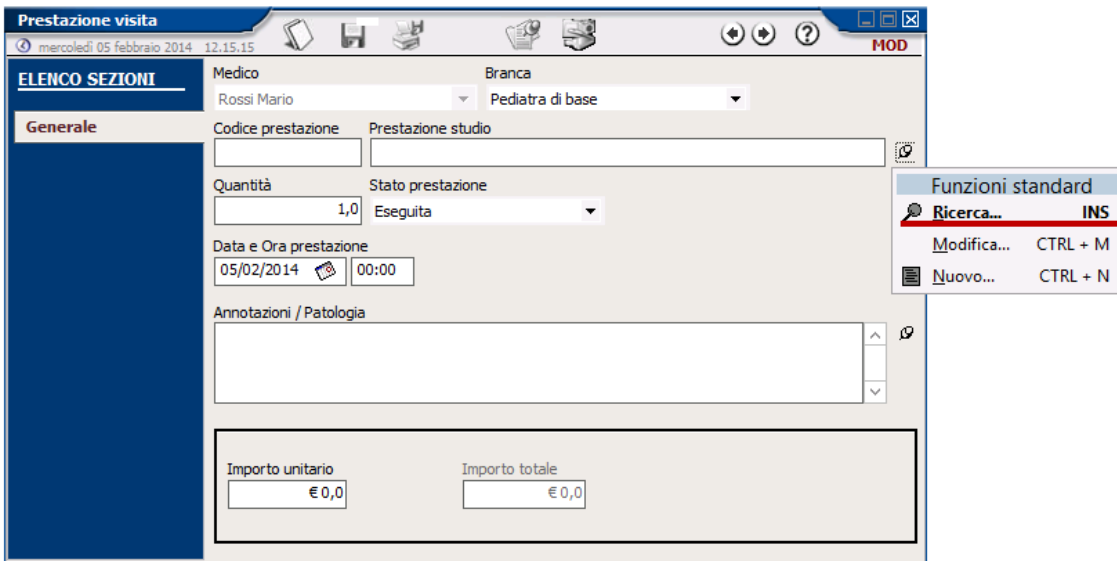 Prestazione visita
mercoledì 05 febbraio 2014 12.15.15
MOD
ELENCO SEZIONI
Generale
Medico Branca
Rossi Mario Pediatra di base
Codice prestazione Prestazione studio
Quantità Stato prestazione
1,0 Eseguita
Data e Ora prestazione
05/02/2014 00:00
Annotazioni / Patologia
Importo unitario Importo totale
€ 0,0 € 0,0
Funzioni standard
Ricerca... INS
Modifica... CTRL + M
Nuovo... CTRL + N